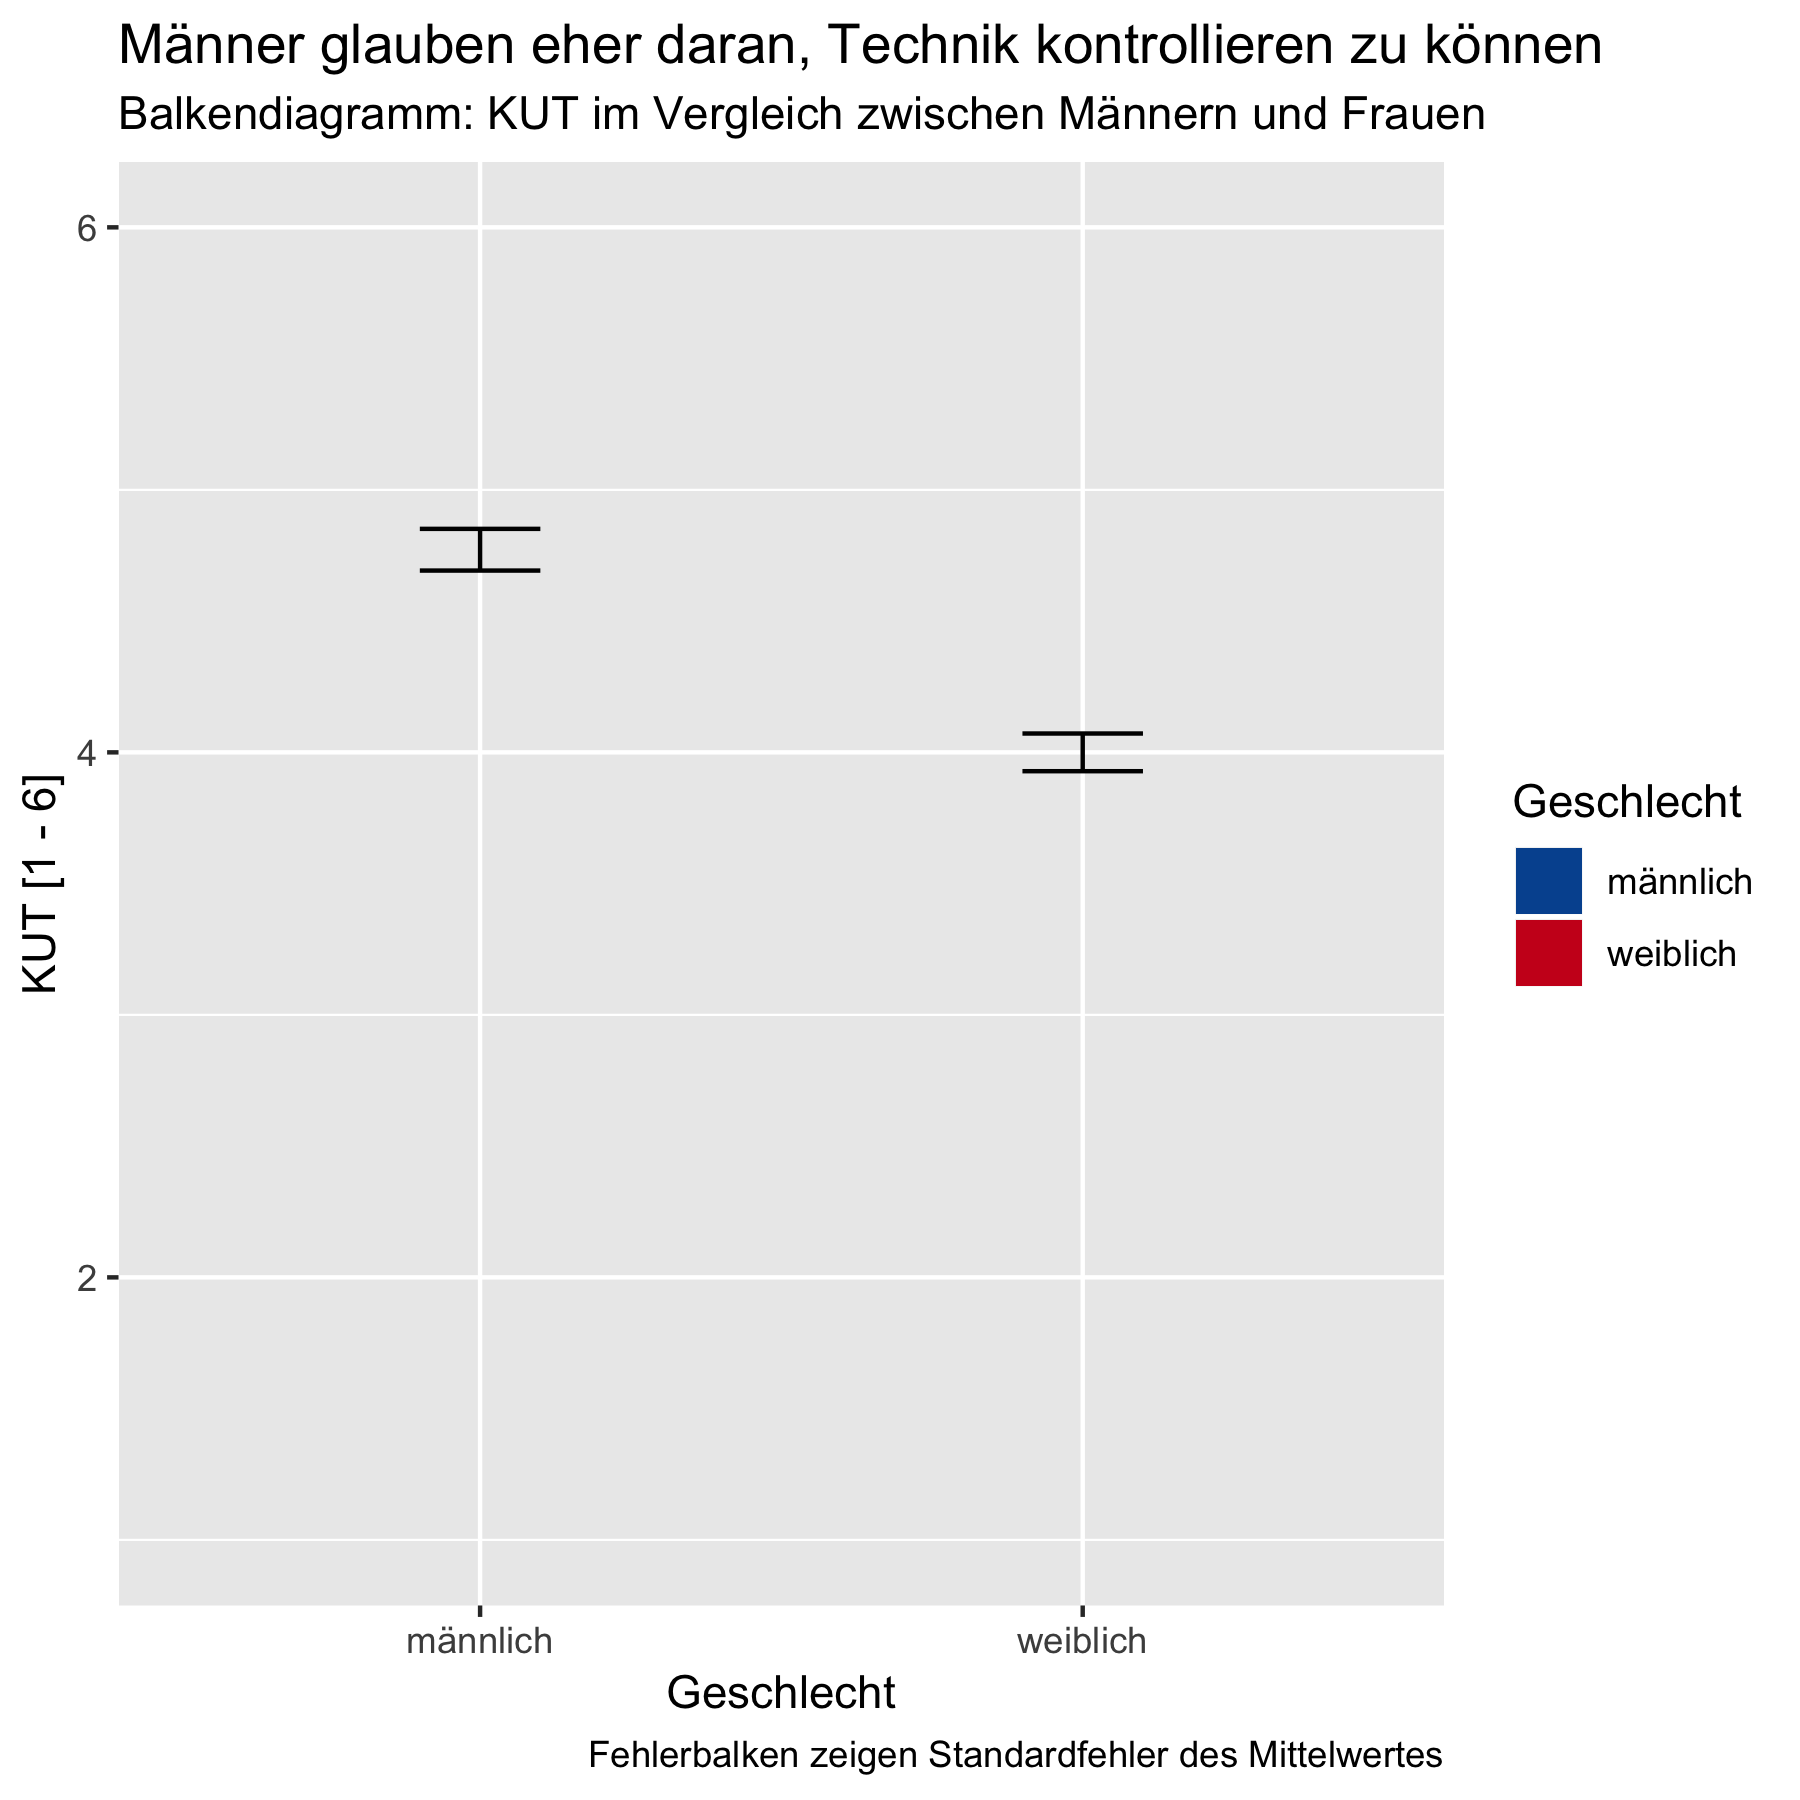 Männer glauben eher daran, Technik kontrollieren zu können
Balkendiagramm: KUT im Vergleich zwischen Männern und Frauen
6
4
2
KUT [1 - 6]
männlich
weiblich
Geschlecht
Fehlerbalken zeigen Standardfehler des Mittelwertes
Geschlecht
männlich
weiblich